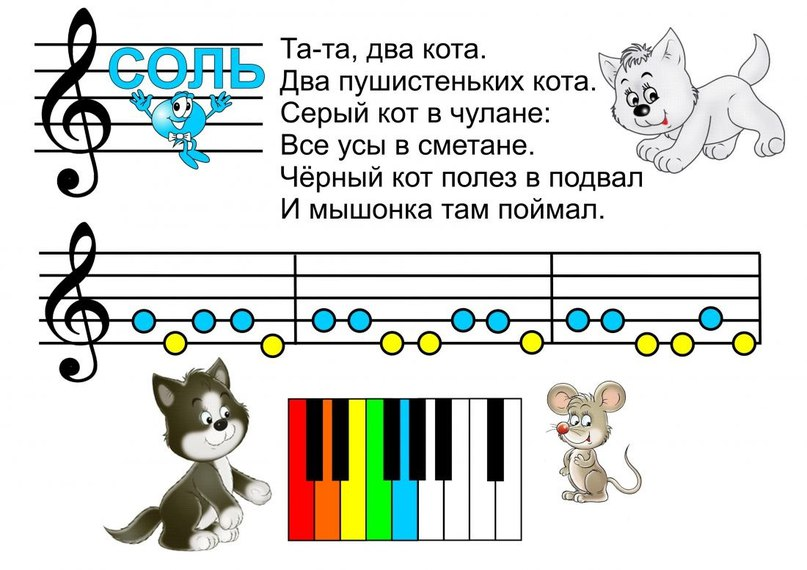 СОЛЬ
Та-та, два кота.
Два пушистеньких кота.
Серый кот в чулане:
Все усы в сметане.
Чёрный кот полез в подвал
И мышонка там поймал.